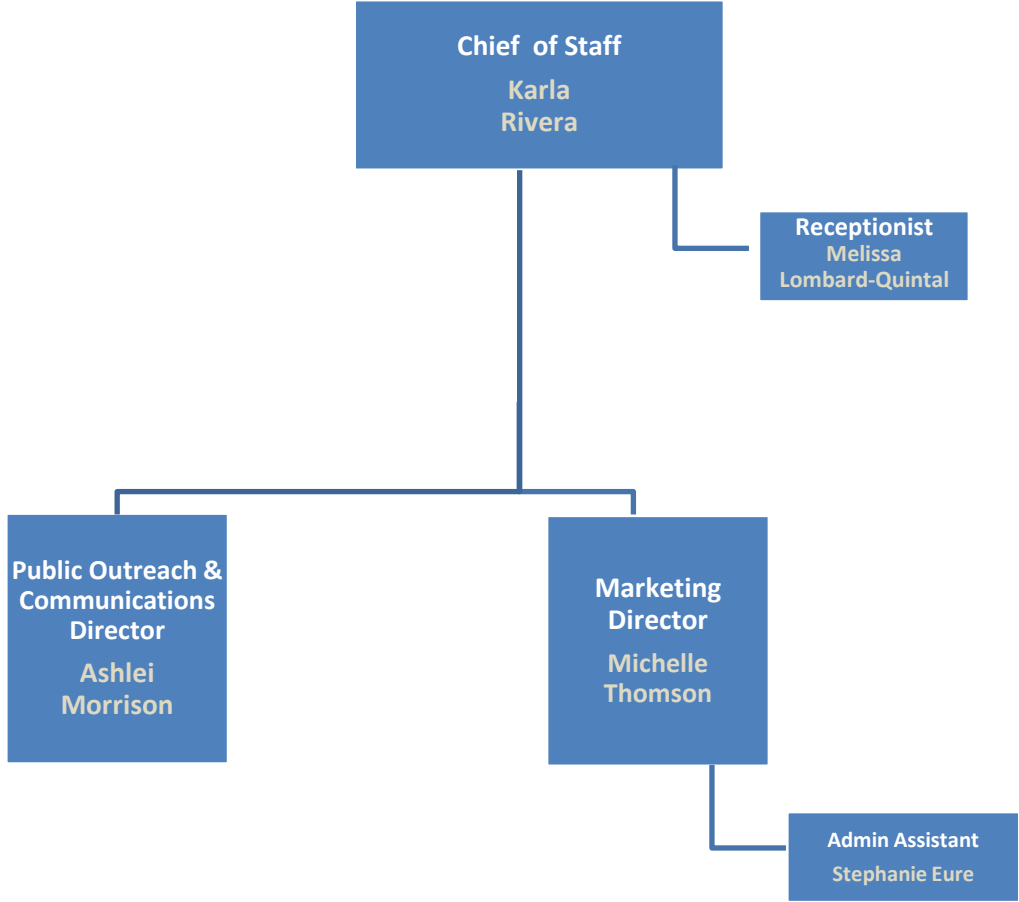 Chief of Staff
Karla
Rivera
Receptionist
Melissa
Lombard-Quintal
Public Outreach &
Communications
Director
Ashlei
Morrison
Marketing
Director
Michelle
Thomson
Admin Assistant
Stephanie Eure